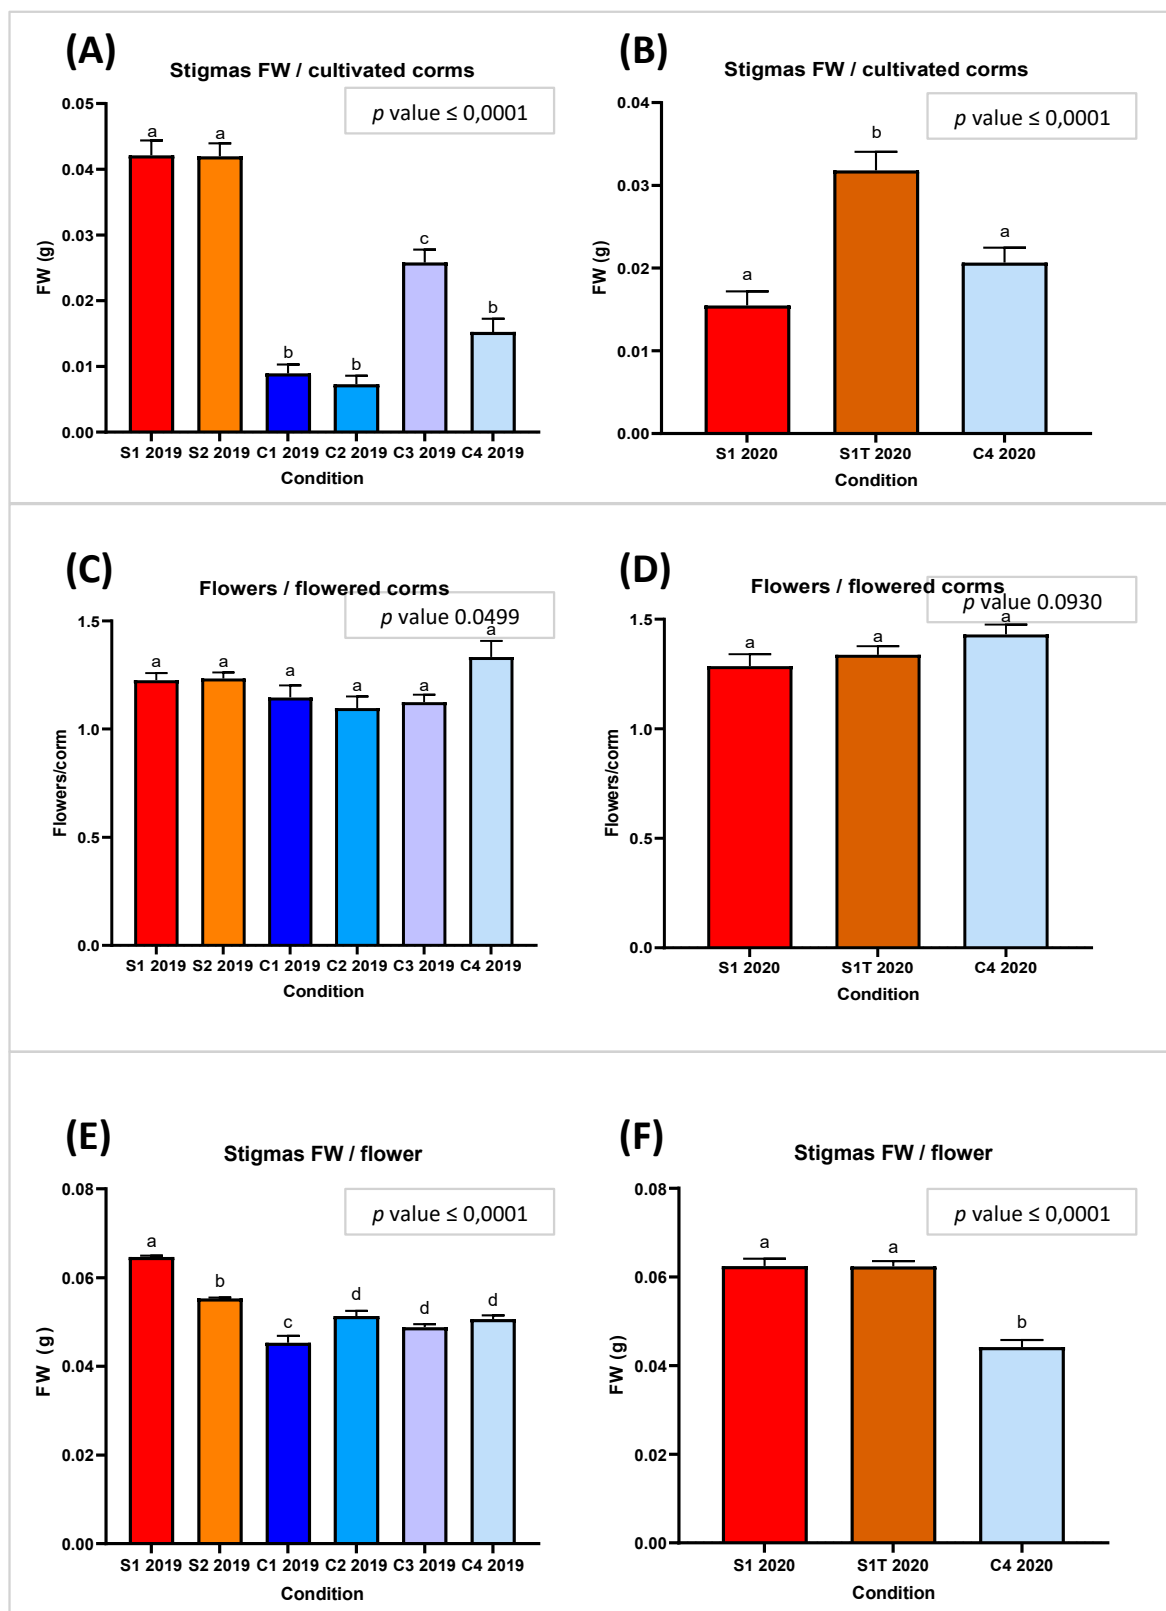 (A)
Stigmas FW / cultivated corms
p value ≤ 0,0001
0.05
0.04
0.03
0.02
0.01
0.00
FW (g)
a
a
b
b
c
b
S1 2019 S2 2019 C1 2019 C2 2019 C3 2019 C4 2019
Condition
(B)
Stigmas FW / cultivated corms
p value ≤ 0,0001
0.04
0.03
0.02
0.01
0.00
FW (g)
a
b
a
S1 2020 S1T 2020 C4 2020
Condition
(C)
Flowers / flowered corms
p value 0.0499
1.5
1.0
0.5
0.0
Flowers/corm
a
a
a
a
a
a
S1 2019 S2 2019 C1 2019 C2 2019 C3 2019 C4 2019
Condition
(D)
Flowers / flowered corms
p value 0.0930
1.5
1.0
0.5
0.0
Flowers/corm
a
a
a
S1 2020 S1T 2020 C4 2020
Condition
(E)
Stigmas FW / flower
p value ≤ 0,0001
0.08
0.06
0.04
0.02
0.00
FW (g)
a
b
c
d
d
d
S1 2019 S2 2019 C1 2019 C2 2019 C3 2019 C4 2019
Condition
(F)
Stigmas FW / flower
p value ≤ 0,0001
0.08
0.06
0.04
0.02
0.00
FW (g)
a
a
b
S1 2020 S1T 2020 C4 2020
Condition